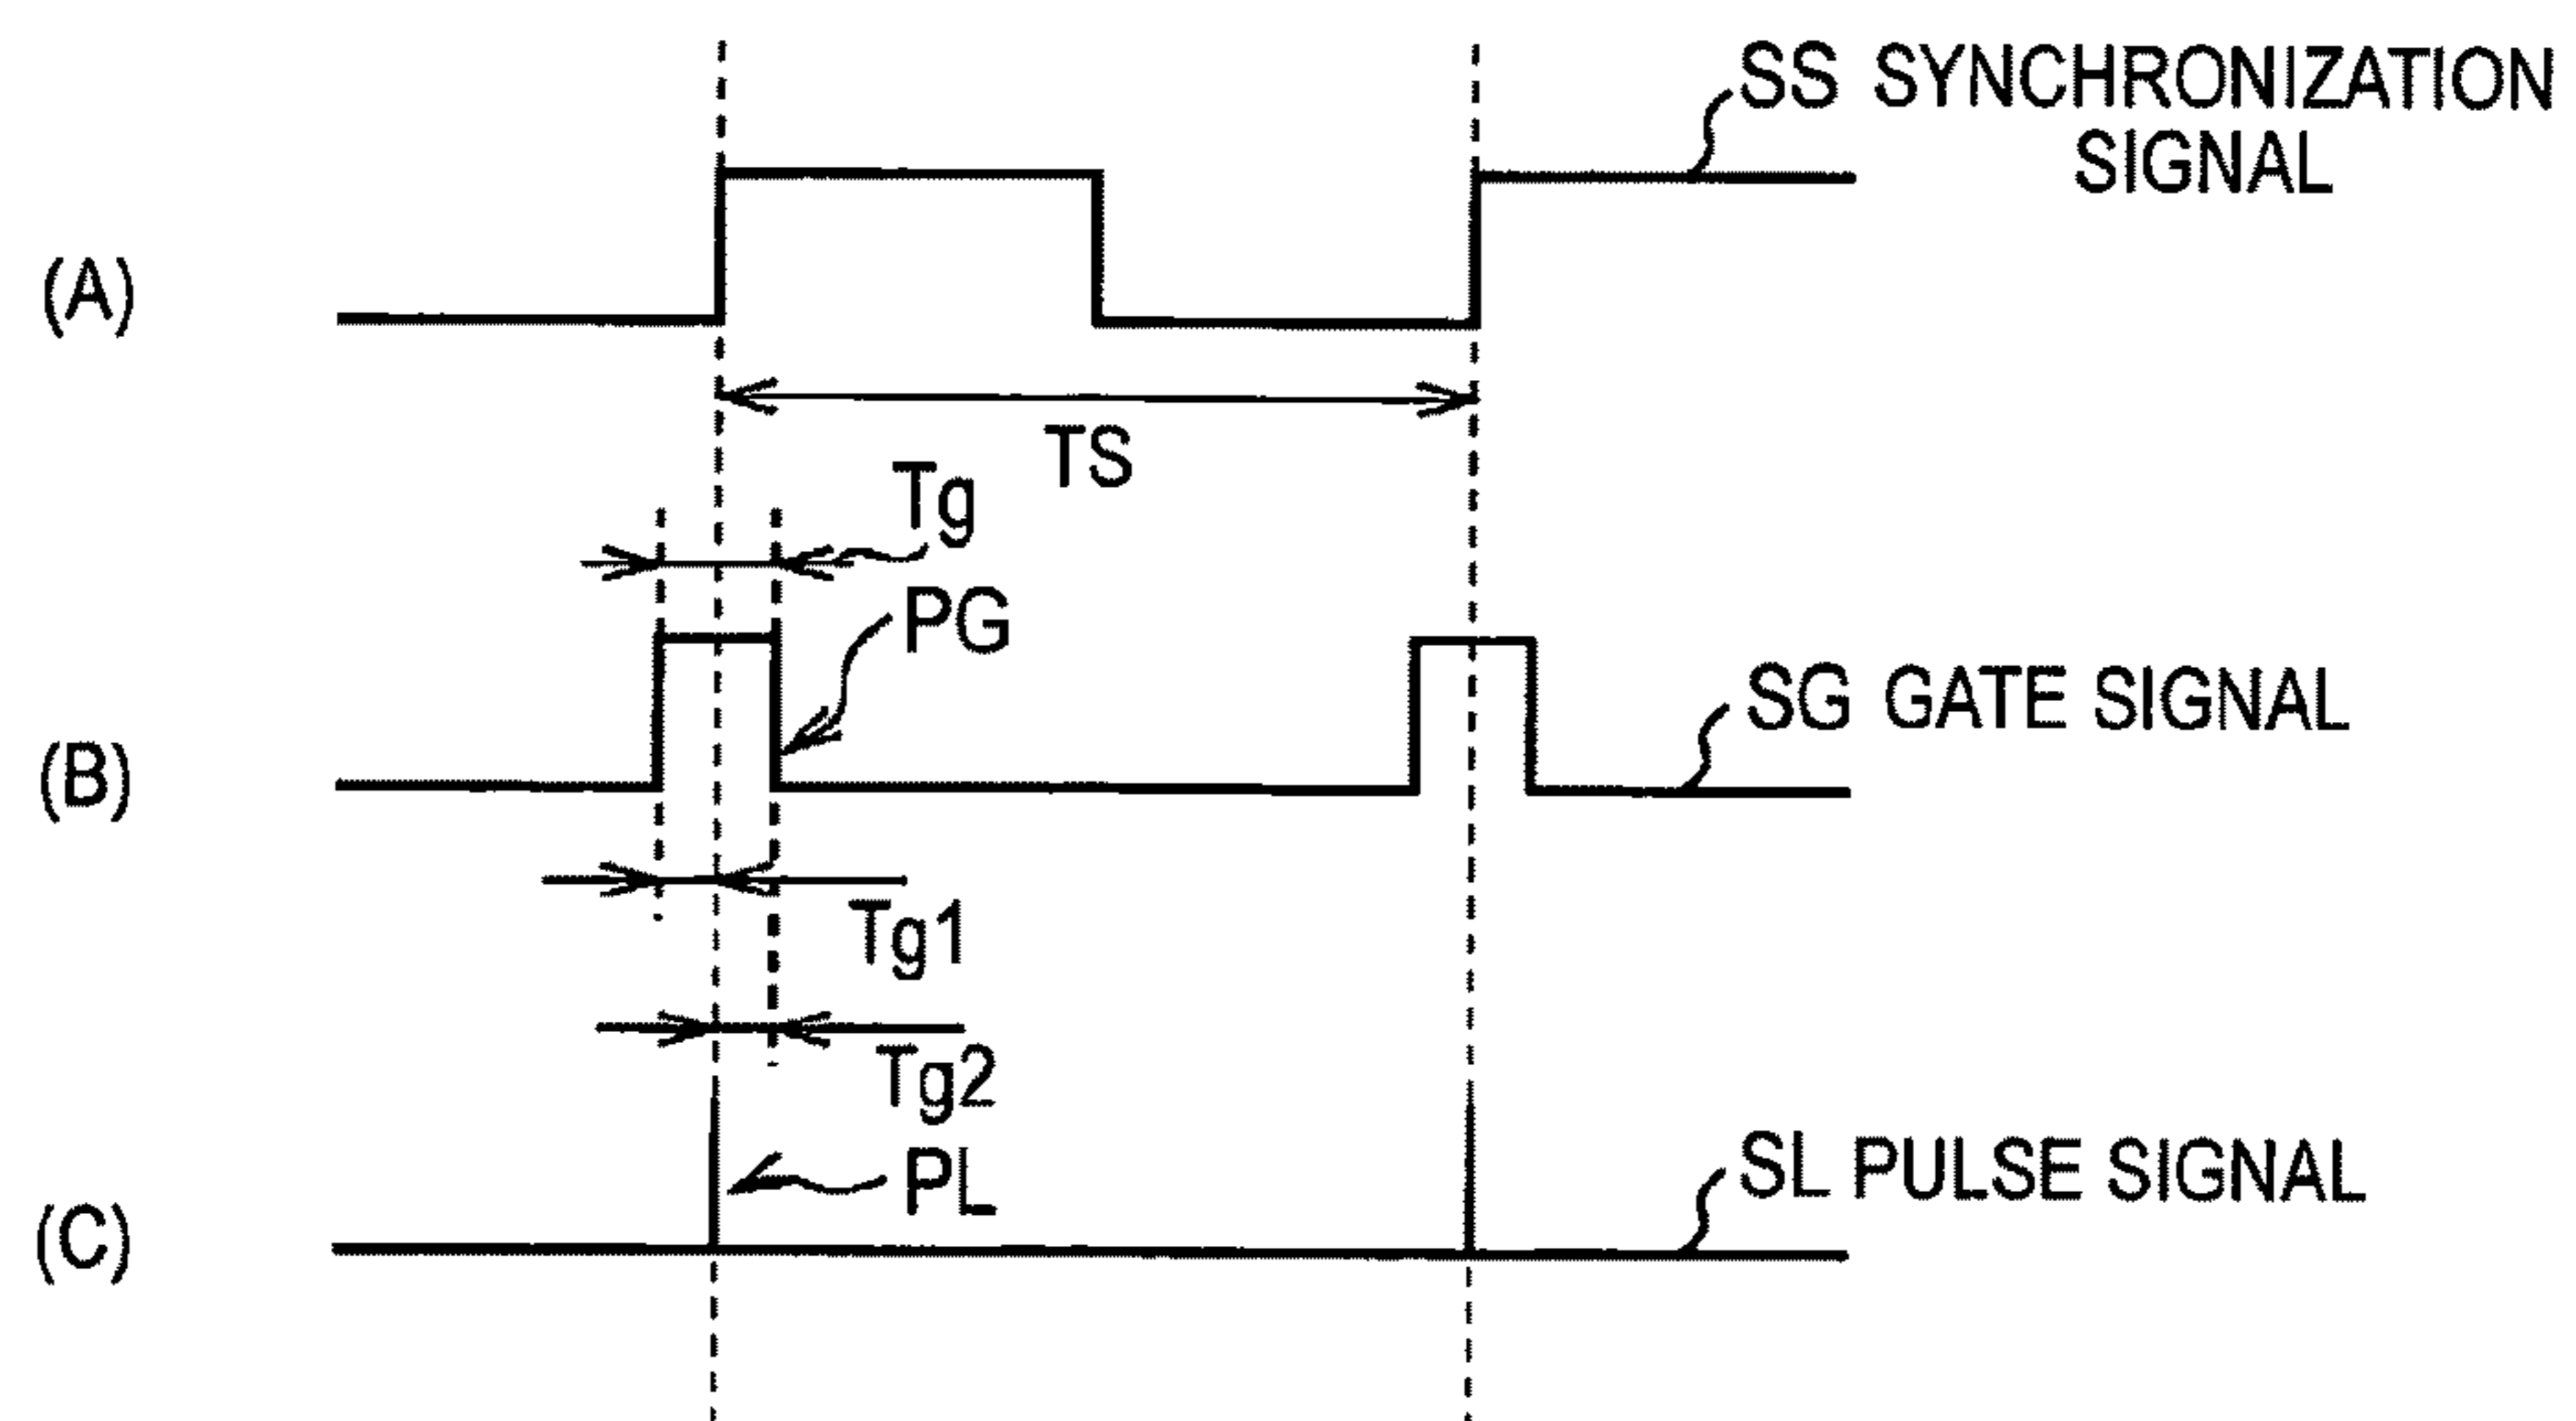 SS SYNCHRONIZATION
SIGNAL
(A)
TS
Tg
PG
SG GATE SIGNAL
(B)
Tg1
Tg2
PL
SL PULSE SIGNAL
(C)